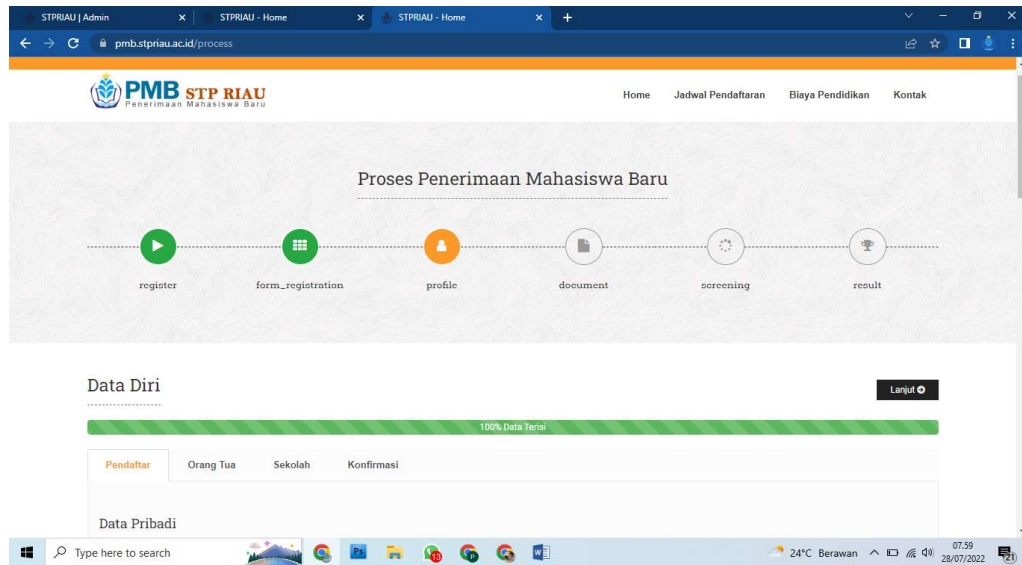 STPRIAU | Admin
STPRIAU - Home
STPRIAU - Home
pmb.stpriau.ac.id/process
PMB STP RIAU
Penerimaan Mahasiswa Baru
Home Jadwal Pendaftaran Biaya Pendidikan Kontak
Proses Penerimaan Mahasiswa Baru
register form_registration profile document screening result
Data Diri
Lanjut
100% Data Terisi
Pendaftar Orang Tua Sekolah Konfirmasi
Data Pribadi
Type here to search
Ps
13
24°C Berawan
07.59
28/07/2022
21